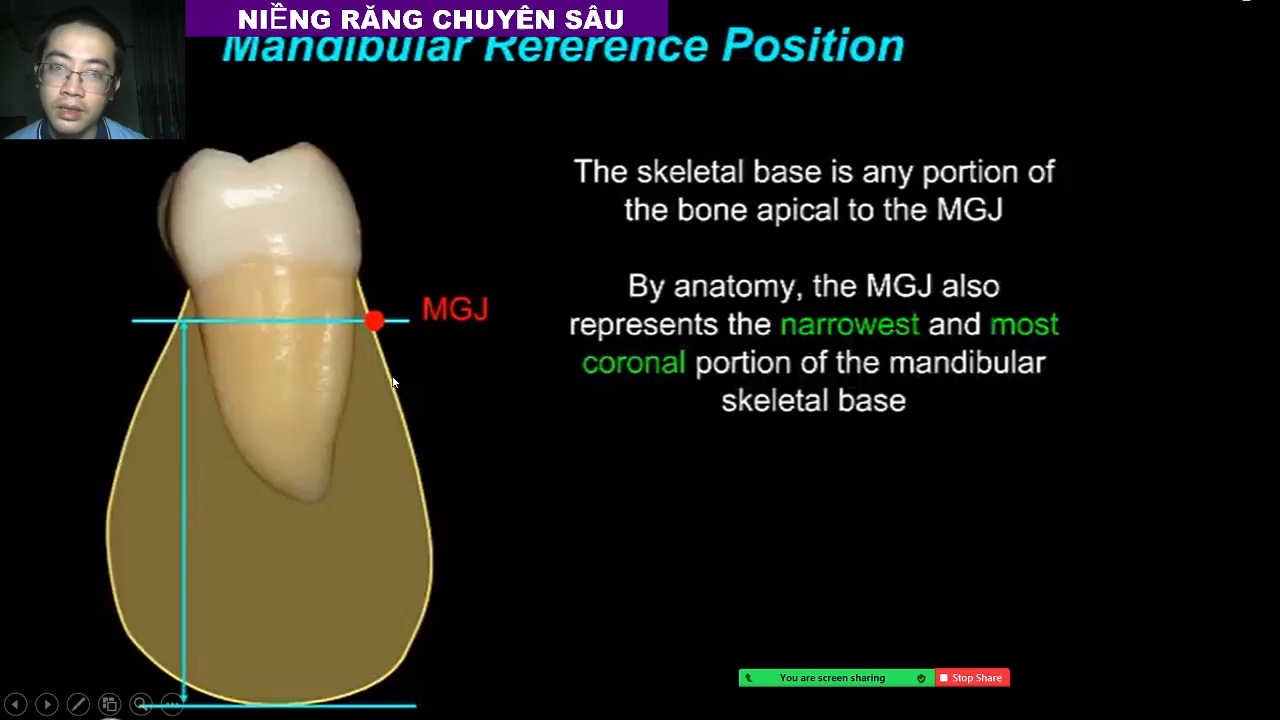 NIỀNG RĂNG CHUYÊN SÂU
Mandibular Reference Position
The skeletal base is any portion of
the bone apical to the MGJ
MGJ
By anatomy, the MGJ also
represents the narrowest and most
coronal portion of the mandibular
skeletal base
You are screen sharing
Stop Share